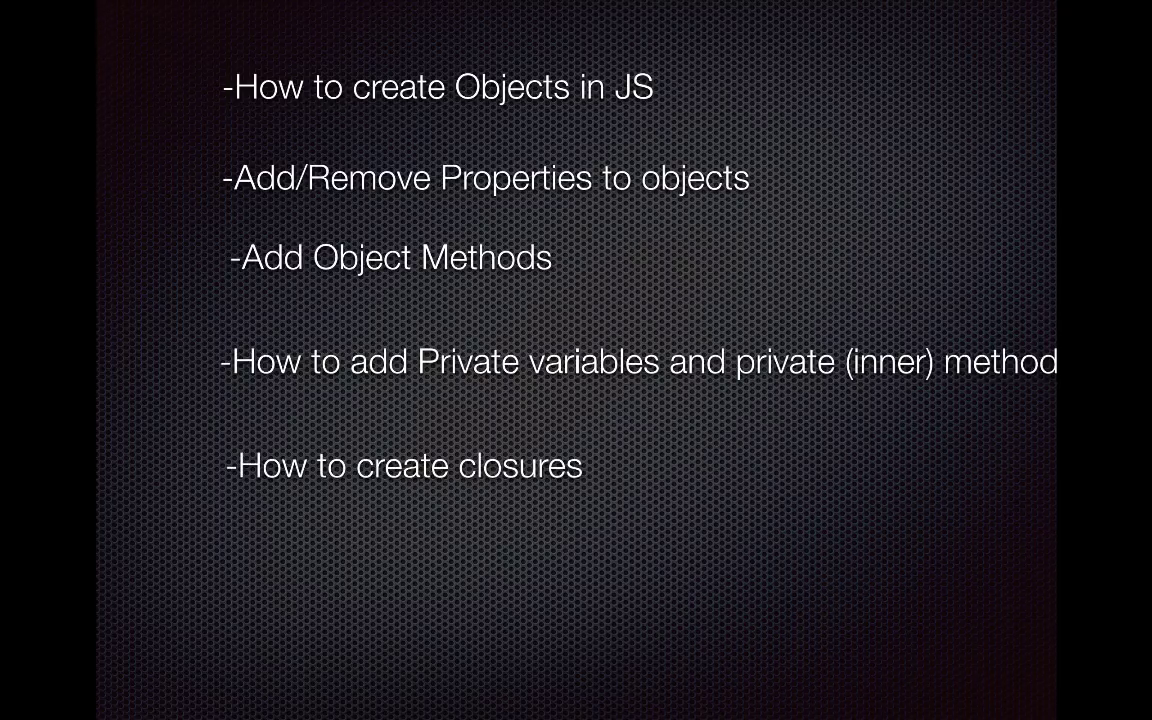 -How to create Objects in JS
-Add/Remove Properties to objects
-Add Object Methods
-How to add Private variables and private (inner) method
-How to create closures